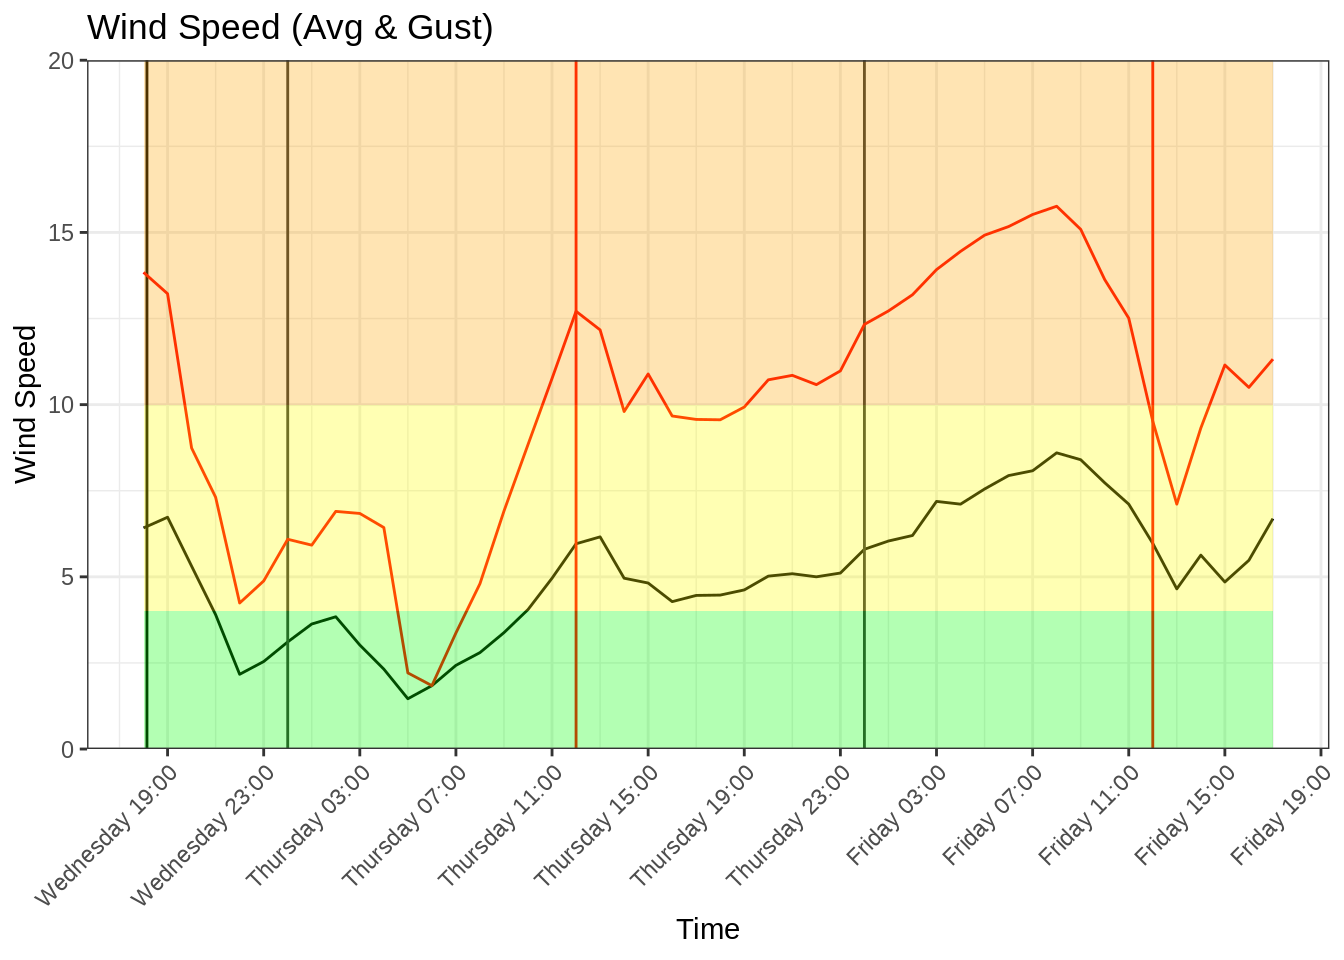 Wind Speed (Avg & Gust)
20
15
10
5
0
Wind Speed
Wednesday 19:00
Wednesday 23:00
Thursday 03:00
Thursday 07:00
Thursday 11:00
Thursday 15:00
Thursday 19:00
Thursday 23:00
Friday 03:00
Friday 07:00
Friday 11:00
Friday 15:00
Friday 19:00
Time